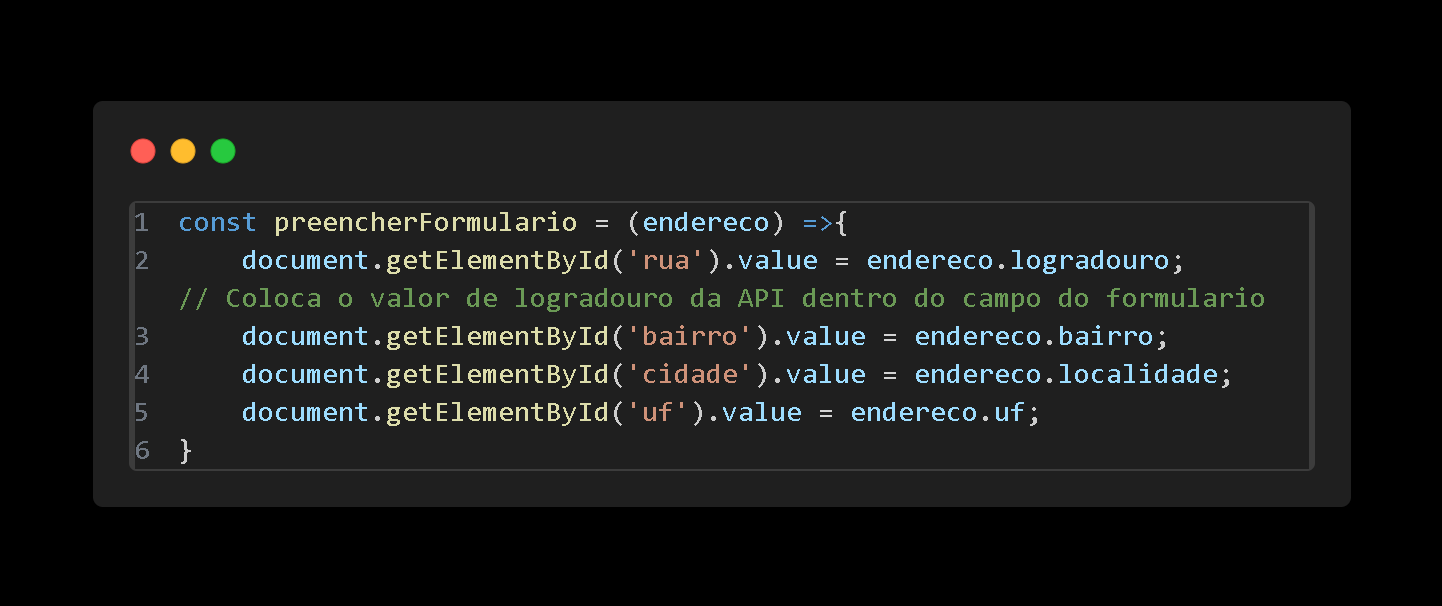 1 const preencherFormulario = (endereco) =>{
2     document.getElementById('rua').value = endereco.logradouro;
// Coloca o valor de logradouro da API dentro do campo do formulario
3     document.getElementById('bairro').value = endereco.bairro;
4     document.getElementById('cidade').value = endereco.localidade;
5     document.getElementById('uf').value = endereco.uf;
6 }